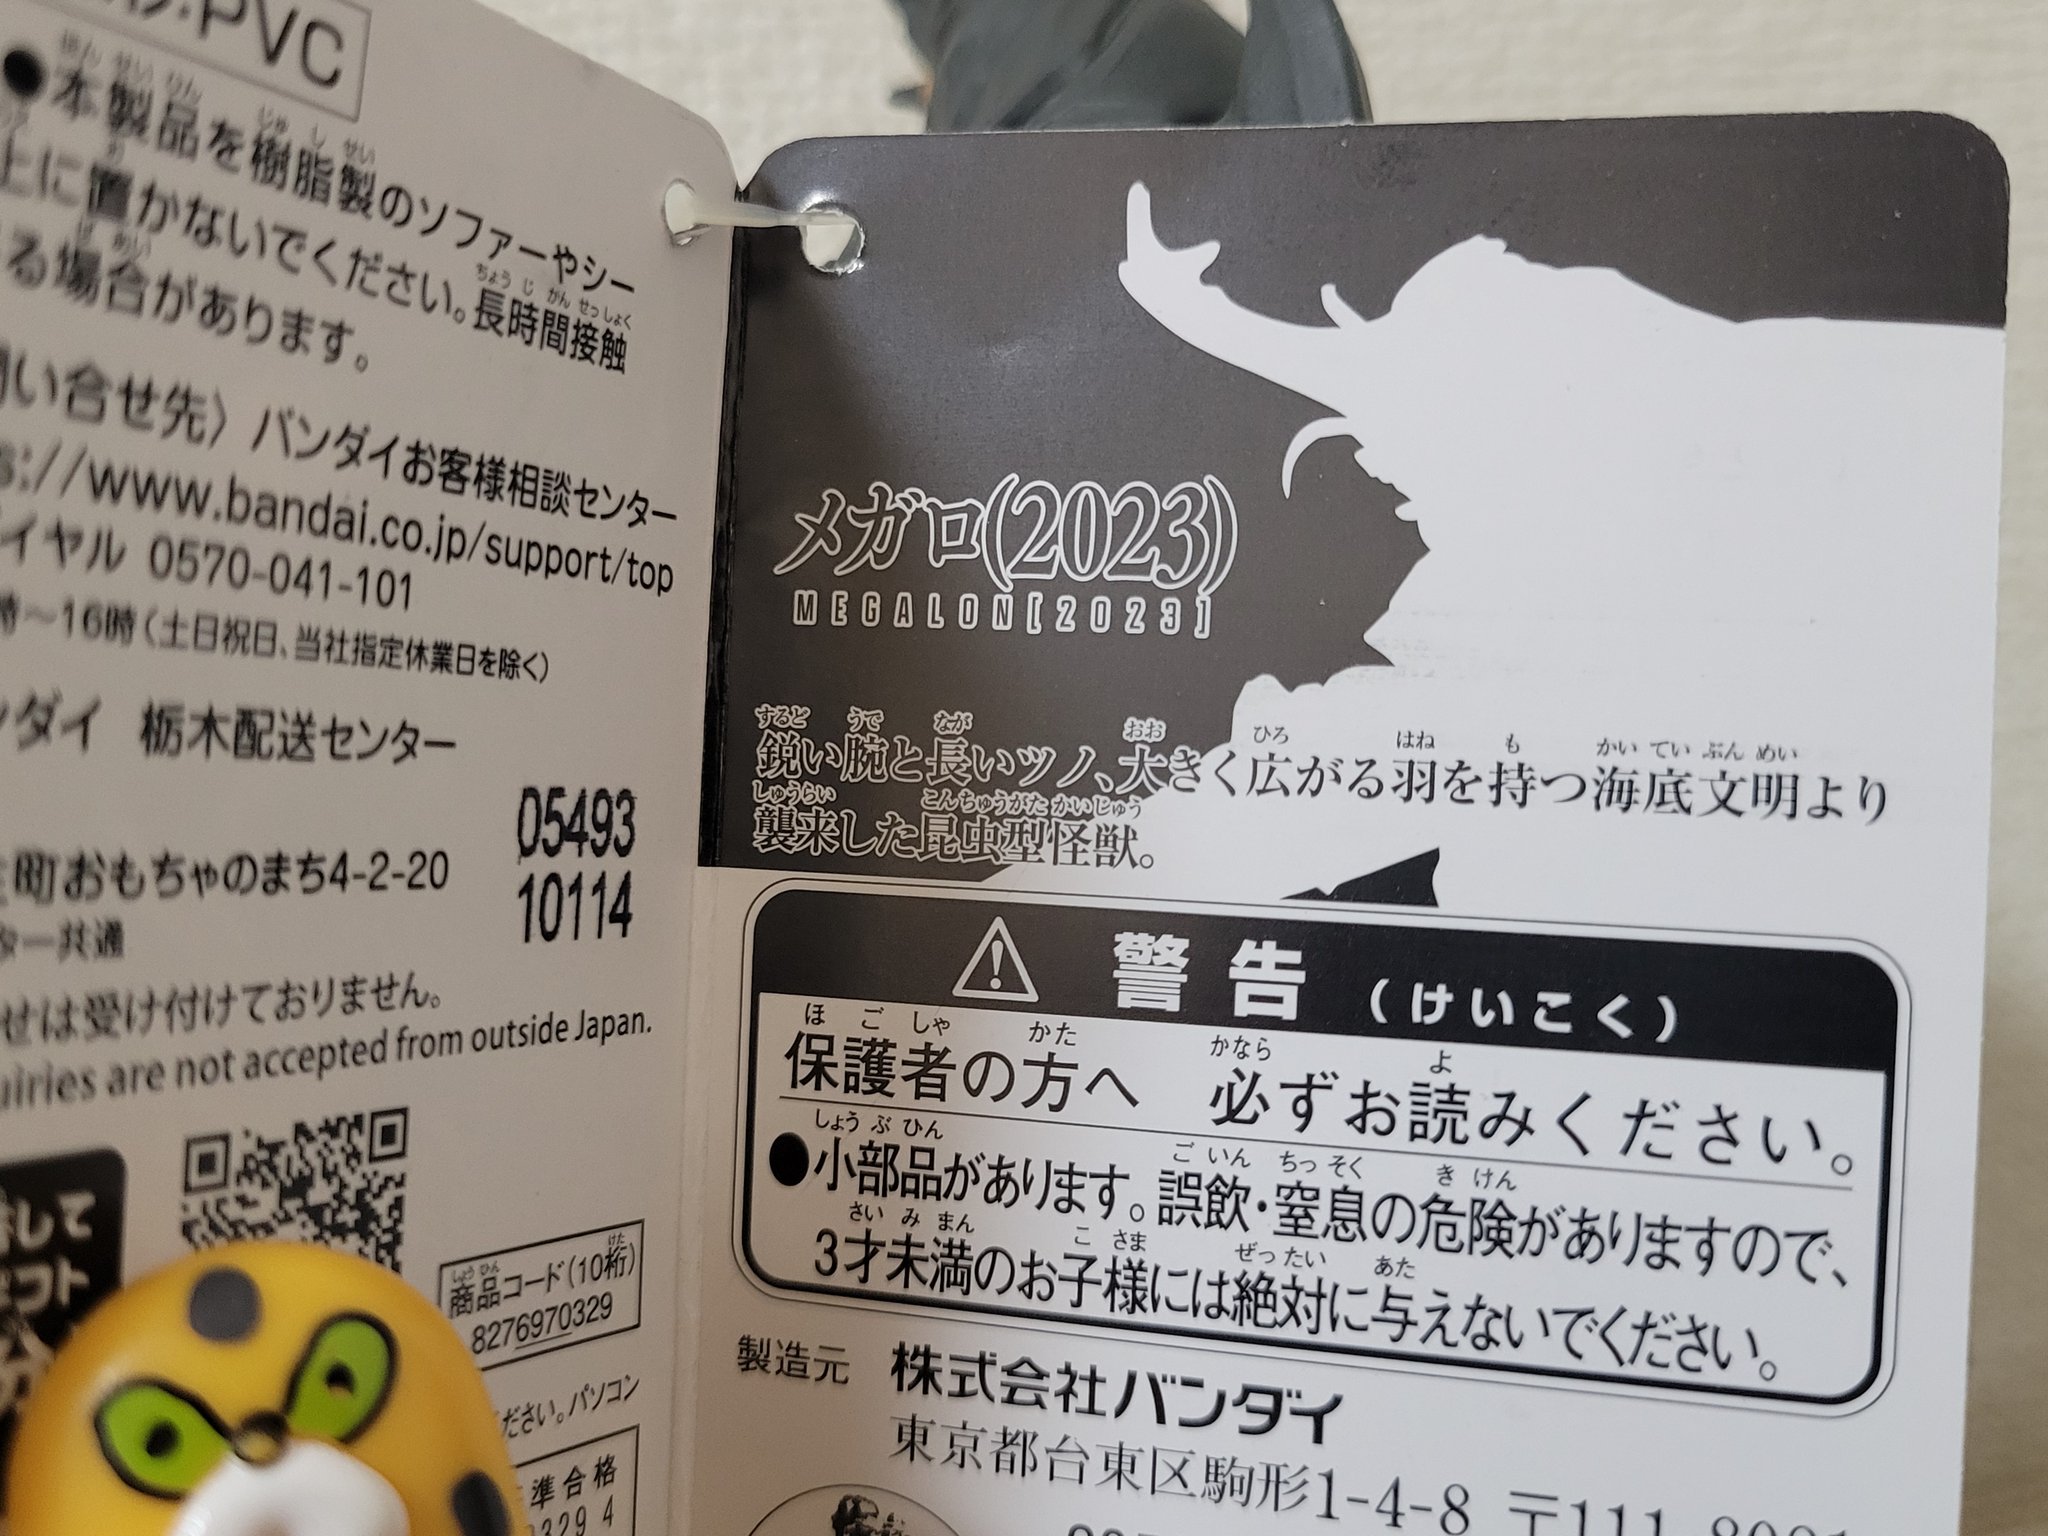 PVC
●本製品を樹脂製のソファーやシー
上に置かないでください。長時間接触
る場合があります。
い合せ先〉バンダイお客様相談センター
://www.bandai.co.jp/support/top
イヤル 0570-041-101
時～16時(土日祝日、当社指定休業日を除く)
ダイ 栃木配送センター
05493
町おもちゃのまち4-2-20
10114
ター共通
せは受け付けておりません。
uiries are not accepted from outside Japan.
商品コード(10桁)
8276970329
ださい。パソコン
準合格
329 4
メガロ(2023)
MEGALON[2023]
鋭い腕と長いツノ、大きく広がる羽を持つ海底文明より
襲来した昆虫型怪獣。
警告 (けいこく)
保護者の方へ 必ずお読みください。
●小部品があります。誤飲・窒息の危険がありますので、
3才未満のお子様には絶対に与えないでください。
製造元 株式会社バンダイ
東京都台東区駒形1-4-8 〒111-